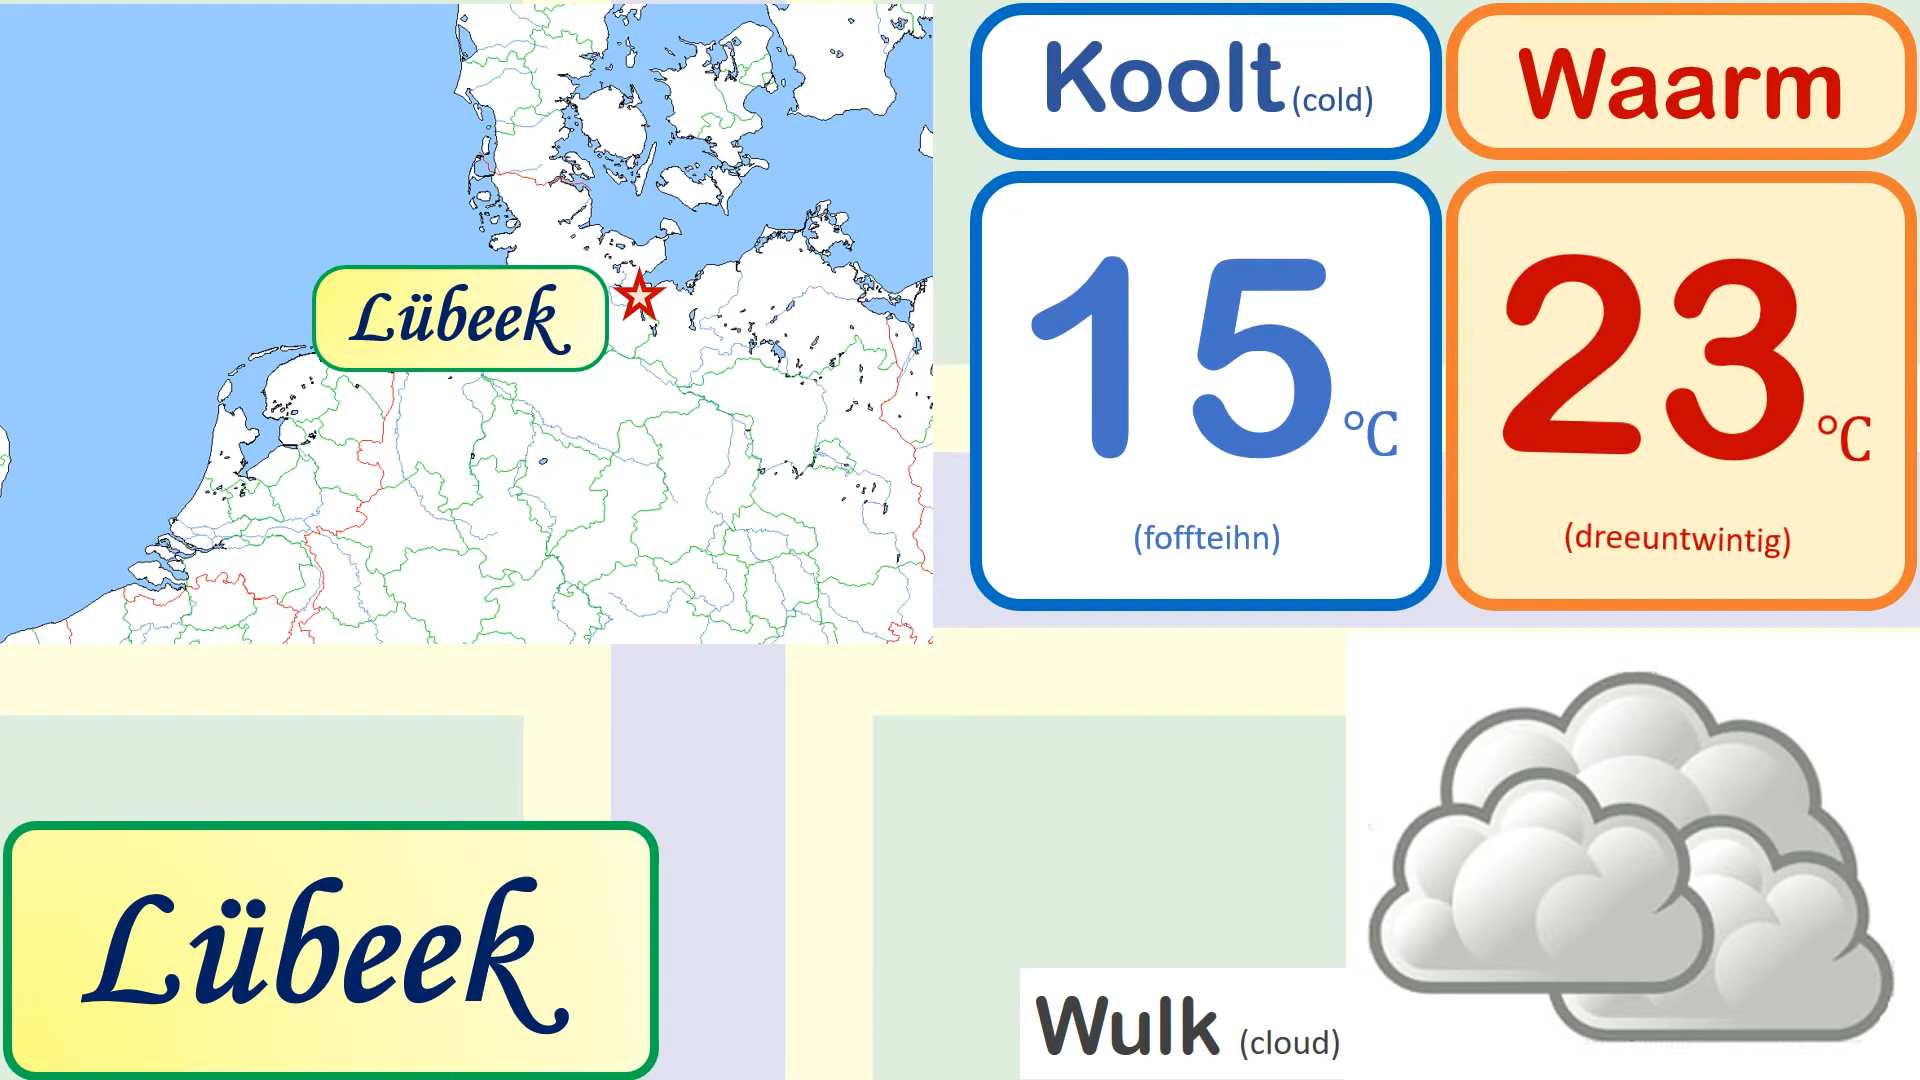 Lübeek
Koolt (cold)
Waarm
15 °C
(foffteihn)
23 °C
(dreeuntwintig)
Lübeek
Wulk (cloud)